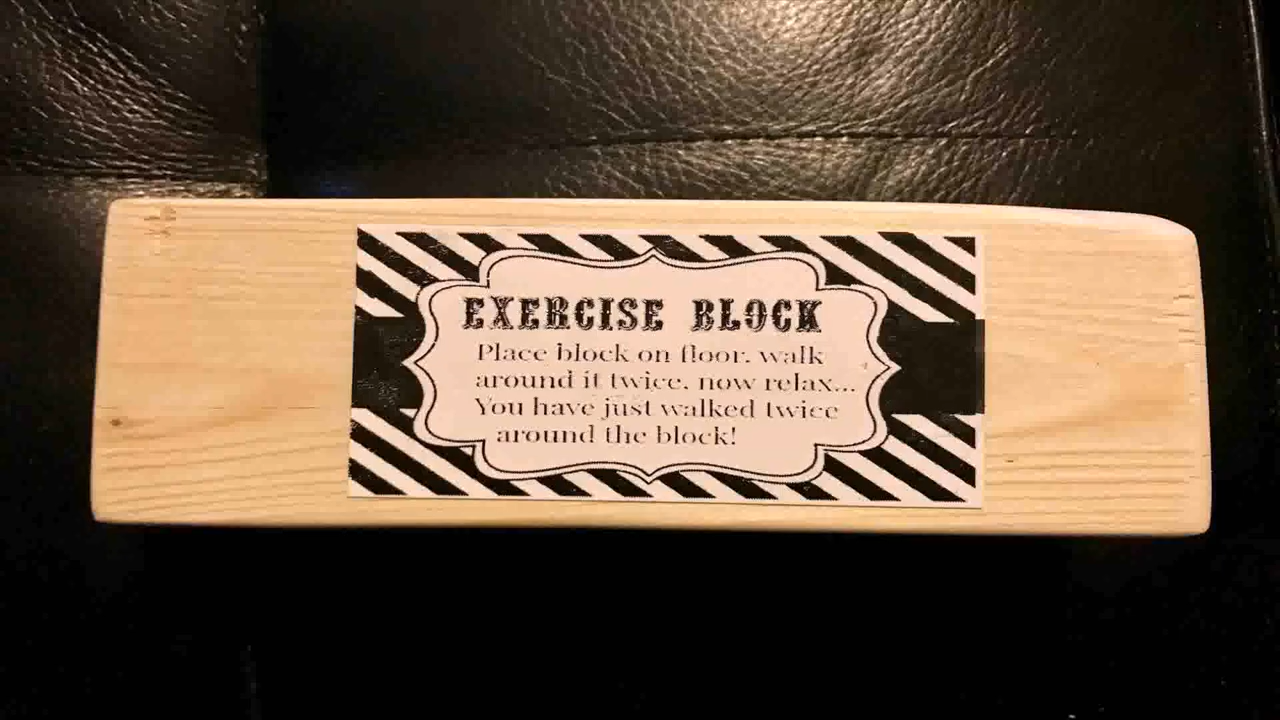 EXERCISE BLOCK
Place block on floor. walk
around it twice. now relax...
You have just walked twice
around the block!